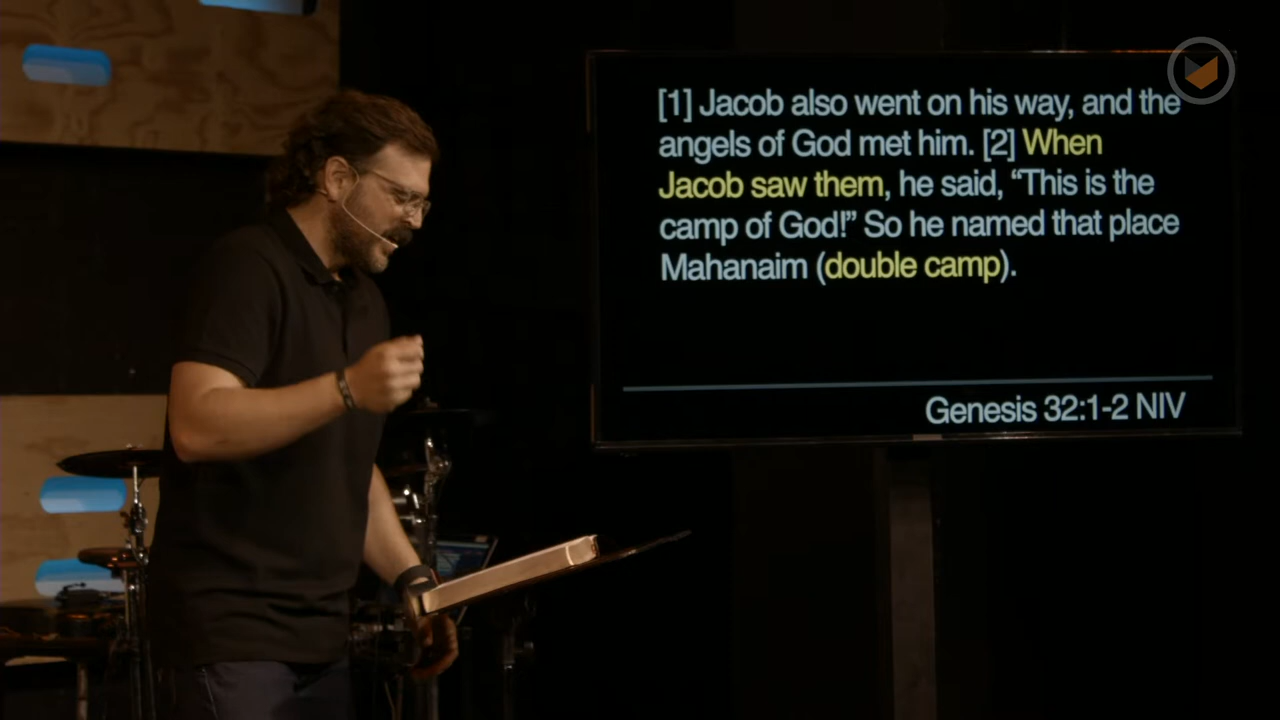 [1] Jacob also went on his way, and the
angels of God met him. [2] When
Jacob saw them, he said, “This is the
camp of God!” So he named that place
Mahanaim (double camp).
Genesis 32:1-2 NIV